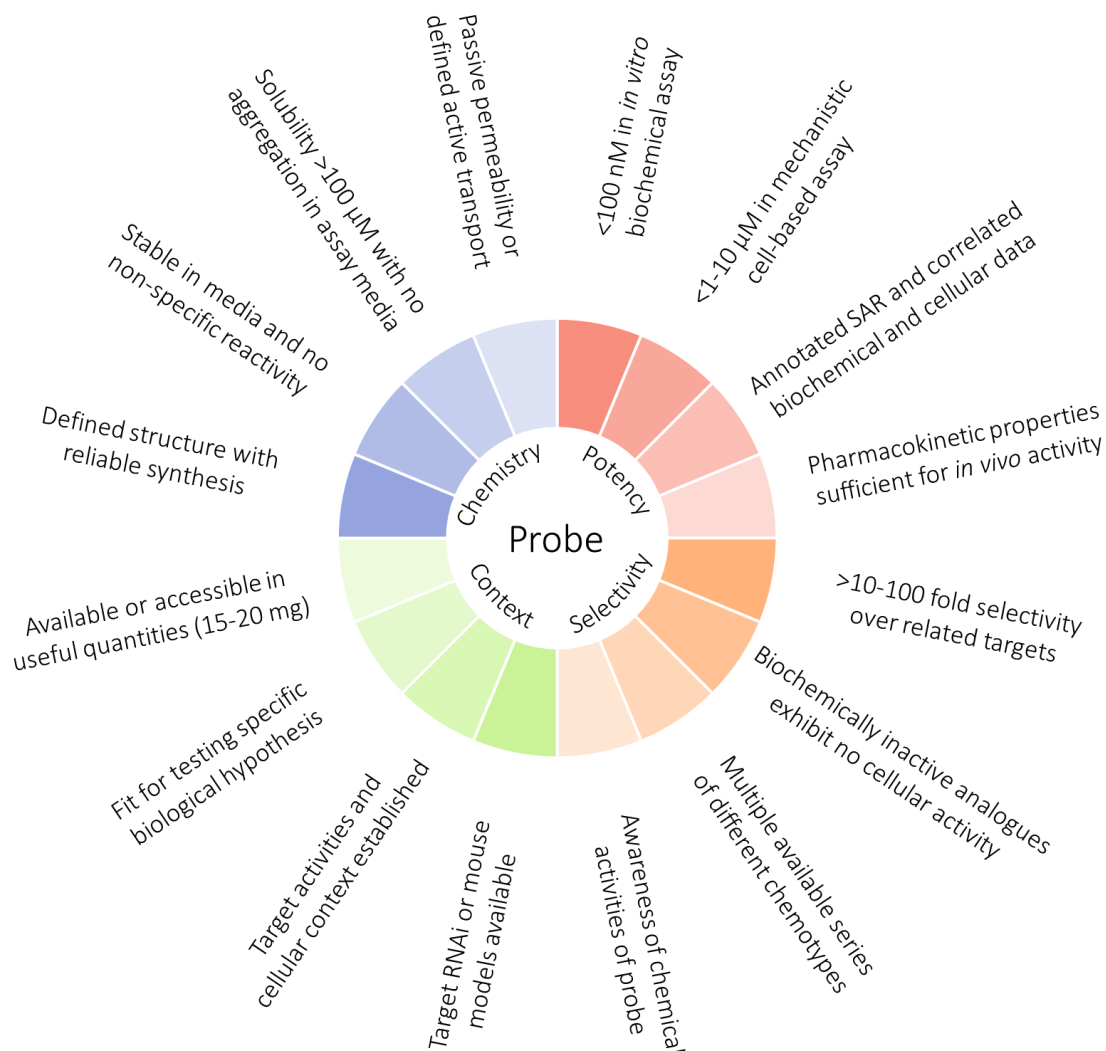 Probe
Potency
Selectivity
Context
Chemistry
<100 nM in in vitro
biochemical assay
<1-10 μM in mechanistic
cell-based assay
Annotated SAR and correlated
biochemical and cellular data
Pharmacokinetic properties
sufficient for in vivo activity
>10-100 fold selectivity
over related targets
Biochemically inactive analogues
exhibit no cellular activity
Multiple available series
of different chemotypes
Awareness of chemical
activities of probe
Target RNAi or mouse
models available
Target activities and
cellular context established
Fit for testing specific
biological hypothesis
Available or accessible in
useful quantities (15-20 mg)
Defined structure with
reliable synthesis
Stable in media and no
non-specific reactivity
Solubility >100 μM with no
aggregation in assay media
Passive permeability or
defined active transport